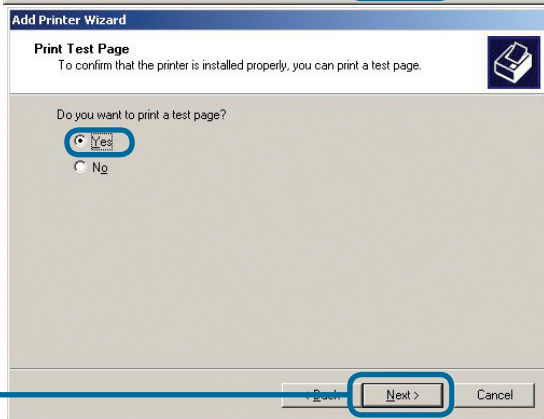 Add Printer Wizard
Print Test Page
To confirm that the printer is installed properly, you can print a test page.
Do you want to print a test page?
Yes
No
< Back Next > Cancel